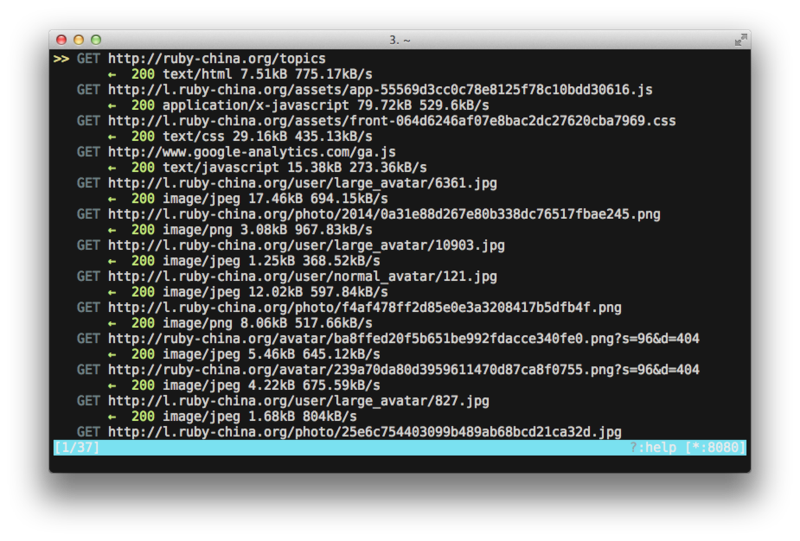 3. ~
>> GET http://ruby-china.org/topics
← 200 text/html 7.51kB 775.17kB/s
GET http://l.ruby-china.org/assets/app-55569d3cc0c78e8125f78c10bdd30616.js
← 200 application/x-javascript 79.72kB 529.6kB/s
GET http://l.ruby-china.org/assets/front-064d6246af07e8bac2dc27620cba7969.css
← 200 text/css 29.16kB 435.13kB/s
GET http://www.google-analytics.com/ga.js
← 200 text/javascript 15.38kB 273.36kB/s
GET http://l.ruby-china.org/user/large_avatar/6361.jpg
← 200 image/jpeg 17.46kB 694.15kB/s
GET http://l.ruby-china.org/photo/2014/0a31e88d267e80b338dc76517fbae245.png
← 200 image/png 3.08kB 967.83kB/s
GET http://l.ruby-china.org/user/large_avatar/10903.jpg
← 200 image/jpeg 1.25kB 368.52kB/s
GET http://l.ruby-china.org/user/normal_avatar/121.jpg
← 200 image/jpeg 12.02kB 597.84kB/s
GET http://l.ruby-china.org/photo/f4af478ff2d85e0e3a3208417b5dfb4f.png
← 200 image/png 8.06kB 517.66kB/s
GET http://ruby-china.org/avatar/ba8ffed20f5b651be992fdacce340fe0.png?s=96&d=404
← 200 image/jpeg 5.46kB 645.12kB/s
GET http://ruby-china.org/avatar/239a70da80d3959611470d87ca8f0755.png?s=96&d=404
← 200 image/jpeg 4.22kB 675.59kB/s
GET http://l.ruby-china.org/user/large_avatar/827.jpg
← 200 image/jpeg 1.68kB 804kB/s
GET http://l.ruby-china.org/photo/25e6c754403099b489ab68bcd21ca32d.jpg
[1/37] ?:help [*:8080]